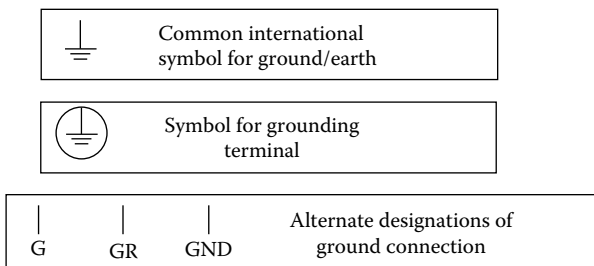 Common international
symbol for ground/earth
Symbol for grounding
terminal
G GR GND
Alternate designations of
ground connection